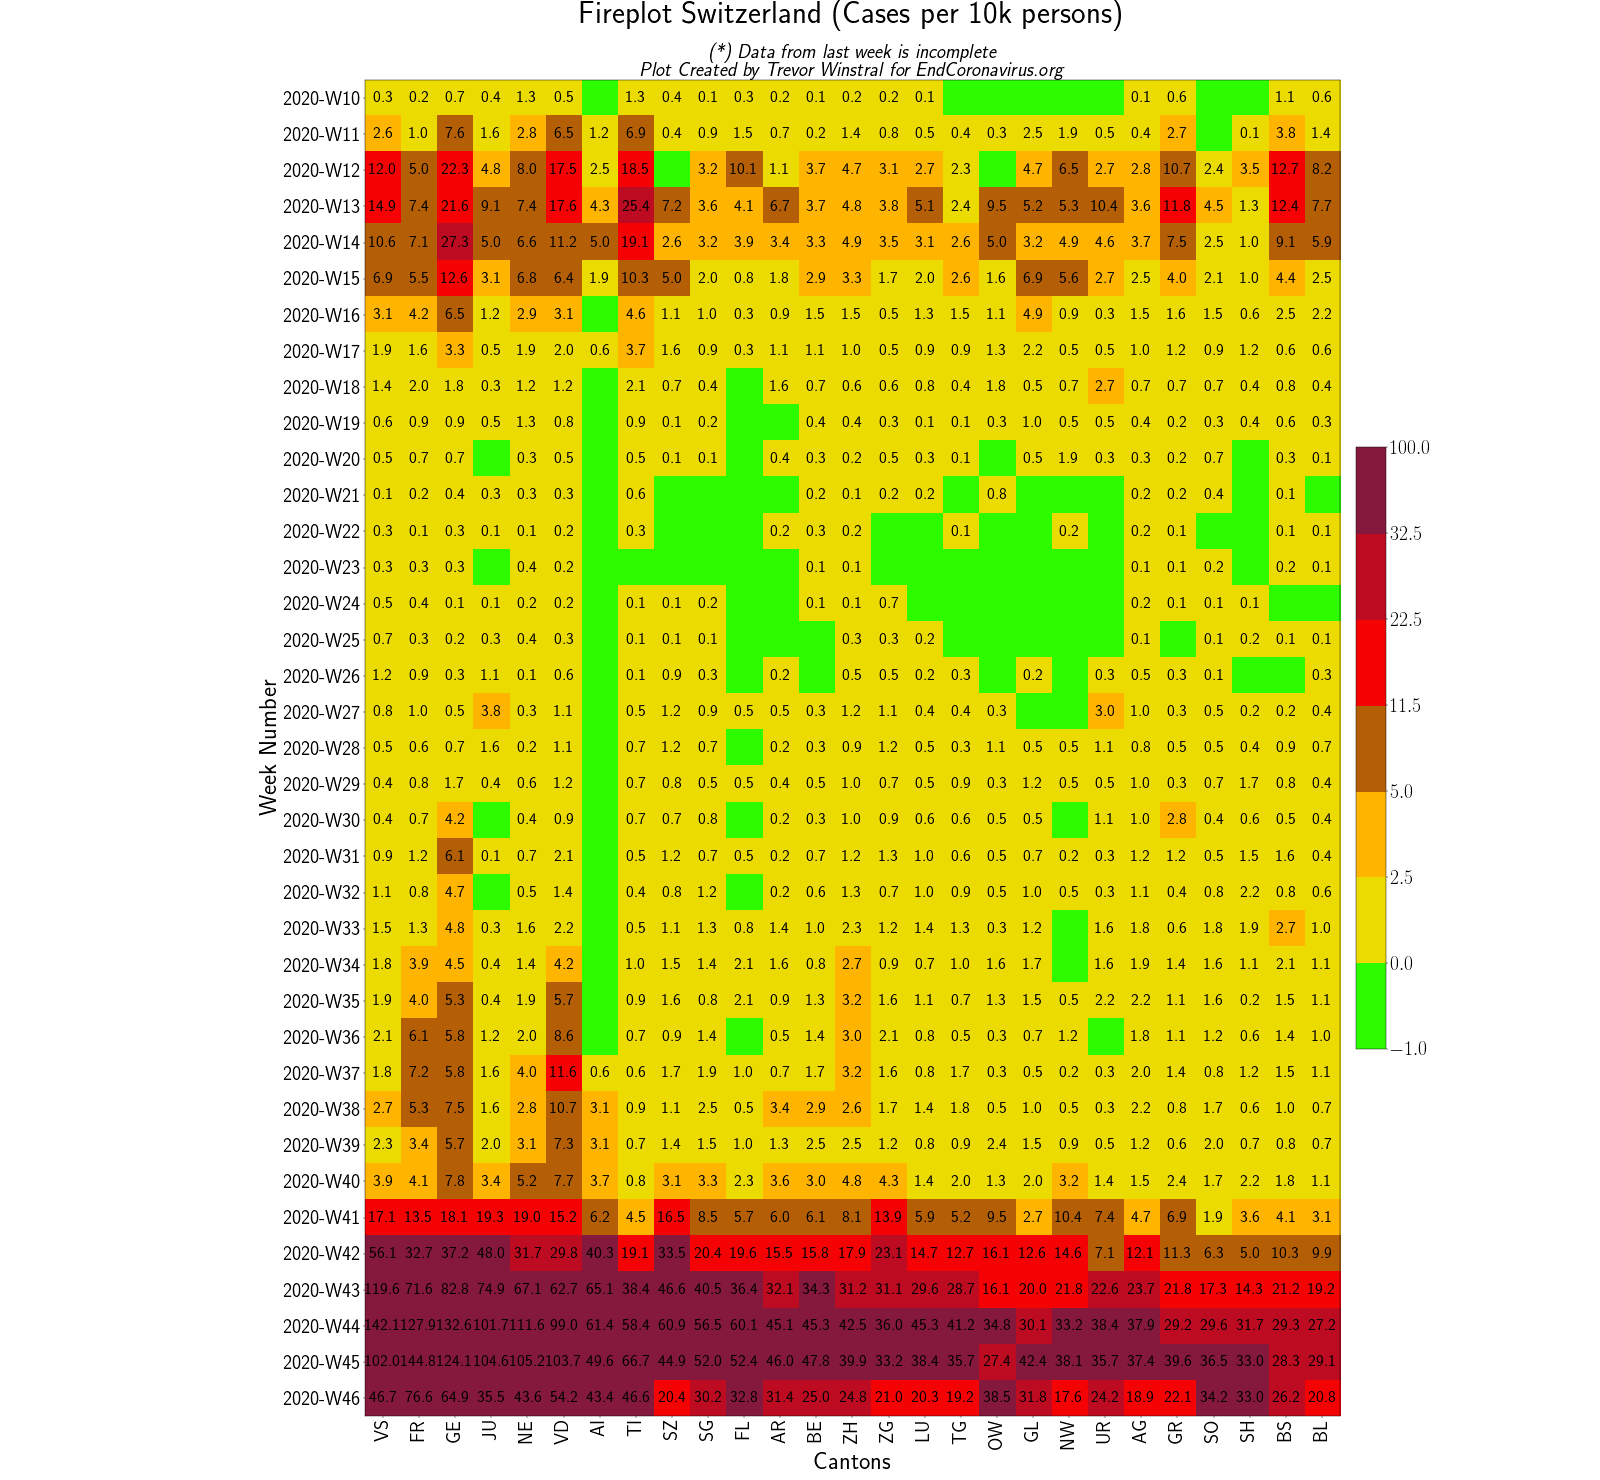 Fireplot Switzerland (Cases per 10k persons)
(*) Data from last week is incomplete
Plot Created by Trevor Winstral for EndCoronavirus.org
2020-W10 0.3 0.2 0.7 0.4 1.3 0.5 1.3 0.4 0.1 0.3 0.2 0.1 0.2 0.2 0.1 0.1 0.6 1.1 0.6
2020-W11 2.6 1.0 7.6 1.6 2.8 6.5 1.2 6.9 0.4 0.9 1.5 0.7 0.2 1.4 0.8 0.5 0.4 0.3 2.5 1.9 0.5 0.4 2.7 0.1 3.8 1.4
2020-W12 12.0 5.0 22.3 4.8 8.0 17.5 2.5 18.5 3.2 10.1 1.1 3.7 4.7 3.1 2.7 2.3 4.7 6.5 2.7 2.8 10.7 2.4 3.5 12.7 8.2
2020-W13 14.9 7.4 21.6 9.1 7.4 17.6 4.3 25.4 7.2 3.6 4.1 6.7 3.7 4.8 3.8 5.1 2.4 9.5 5.2 5.3 10.4 3.6 11.8 4.5 1.3 12.4 7.7
2020-W14 10.6 7.1 27.3 5.0 6.6 11.2 5.0 19.1 2.6 3.2 3.9 3.4 3.3 4.9 3.5 3.1 2.6 5.0 3.2 4.9 4.6 3.7 7.5 2.5 1.0 9.1 5.9
2020-W15 6.9 5.5 12.6 3.1 6.8 6.4 1.9 10.3 5.0 2.0 0.8 1.8 2.9 3.3 1.7 2.0 2.6 1.6 6.9 5.6 2.7 2.5 4.0 2.1 1.0 4.4 2.5
2020-W16 3.1 4.2 6.5 1.2 2.9 3.1 4.6 1.1 1.0 0.3 0.9 1.5 1.5 0.5 1.3 1.5 1.1 4.9 0.9 0.3 1.5 1.6 1.5 0.6 2.5 2.2
2020-W17 1.9 1.6 3.3 0.5 1.9 2.0 0.6 3.7 1.6 0.9 0.3 1.1 1.1 1.0 0.5 0.9 0.9 1.3 2.2 0.5 0.5 1.0 1.2 0.9 1.2 0.6 0.6
2020-W18 1.4 2.0 1.8 0.3 1.2 1.2 2.1 0.7 0.4 1.6 0.7 0.6 0.6 0.8 0.4 1.8 0.5 0.7 2.7 0.7 0.7 0.7 0.4 0.8 0.4
2020-W19 0.6 0.9 0.9 0.5 1.3 0.8 0.9 0.1 0.2 0.4 0.4 0.3 0.1 0.1 0.3 1.0 0.5 0.5 0.4 0.2 0.3 0.4 0.6 0.3
2020-W20 0.5 0.7 0.7 0.3 0.5 0.5 0.1 0.1 0.4 0.3 0.2 0.5 0.3 0.1 0.5 1.9 0.3 0.3 0.2 0.7 0.3 0.1
2020-W21 0.1 0.2 0.4 0.3 0.3 0.3 0.6 0.2 0.1 0.2 0.2 0.8 0.2 0.2 0.4 0.1
2020-W22 0.3 0.1 0.3 0.1 0.1 0.2 0.3 0.2 0.3 0.2 0.1 0.2 0.2 0.1 0.1 0.1
2020-W23 0.3 0.3 0.3 0.4 0.2 0.1 0.1 0.1 0.1 0.2 0.2 0.1
2020-W24 0.5 0.4 0.1 0.1 0.2 0.2 0.1 0.1 0.2 0.1 0.1 0.7 0.2 0.1 0.1 0.1
2020-W25 0.7 0.3 0.2 0.3 0.4 0.3 0.1 0.1 0.1 0.3 0.3 0.2 0.1 0.1 0.2 0.1 0.1
2020-W26 1.2 0.9 0.3 1.1 0.1 0.6 0.1 0.9 0.3 0.2 0.5 0.5 0.2 0.3 0.2 0.3 0.5 0.3 0.1 0.3
2020-W27 0.8 1.0 0.5 3.8 0.3 1.1 0.5 1.2 0.9 0.5 0.5 0.3 1.2 1.1 0.4 0.4 0.3 3.0 1.0 0.3 0.5 0.2 0.2 0.4
2020-W28 0.5 0.6 0.7 1.6 0.2 1.1 0.7 1.2 0.7 0.2 0.3 0.9 1.2 0.5 0.3 1.1 0.5 0.5 1.1 0.8 0.5 0.5 0.4 0.9 0.7
2020-W29 0.4 0.8 1.7 0.4 0.6 1.2 0.7 0.8 0.5 0.5 0.4 0.5 1.0 0.7 0.5 0.9 0.3 1.2 0.5 0.5 1.0 0.3 0.7 1.7 0.8 0.4
2020-W30 0.4 0.7 4.2 0.4 0.9 0.7 0.7 0.8 0.2 0.3 1.0 0.9 0.6 0.6 0.5 0.5 1.1 1.0 2.8 0.4 0.6 0.5 0.4
2020-W31 0.9 1.2 6.1 0.1 0.7 2.1 0.5 1.2 0.7 0.5 0.2 0.7 1.2 1.3 1.0 0.6 0.5 0.7 0.2 0.3 1.2 1.2 0.5 1.5 1.6 0.4
2020-W32 1.1 0.8 4.7 0.5 1.4 0.4 0.8 1.2 0.2 0.6 1.3 0.7 1.0 0.9 0.5 1.0 0.5 0.3 1.1 0.4 0.8 2.2 0.8 0.6
2020-W33 1.5 1.3 4.8 0.3 1.6 2.2 0.5 1.1 1.3 0.8 1.4 1.0 2.3 1.2 1.4 1.3 0.3 1.2 1.6 1.8 0.6 1.8 1.9 2.7 1.0
2020-W34 1.8 3.9 4.5 0.4 1.4 4.2 1.0 1.5 1.4 2.1 1.6 0.8 2.7 0.9 0.7 1.0 1.6 1.7 1.6 1.9 1.4 1.6 1.1 2.1 1.1
2020-W35 1.9 4.0 5.3 0.4 1.9 5.7 0.9 1.6 0.8 2.1 0.9 1.3 3.2 1.6 1.1 0.7 1.3 1.5 0.5 2.2 2.2 1.1 1.6 0.2 1.5 1.1
2020-W36 2.1 6.1 5.8 1.2 2.0 8.6 0.7 0.9 1.4 0.5 1.4 3.0 2.1 0.8 0.5 0.3 0.7 1.2 1.8 1.1 1.2 0.6 1.4 1.0
2020-W37 1.8 7.2 5.8 1.6 4.0 11.6 0.6 0.6 1.7 1.9 1.0 0.7 1.7 3.2 1.6 0.8 1.7 0.3 0.5 0.2 0.3 2.0 1.4 0.8 1.2 1.5 1.1
2020-W38 2.7 5.3 7.5 1.6 2.8 10.7 3.1 0.9 1.1 2.5 0.5 3.4 2.9 2.6 1.7 1.4 1.8 0.5 1.0 0.5 0.3 2.2 0.8 1.7 0.6 1.0 0.7
2020-W39 2.3 3.4 5.7 2.0 3.1 7.3 3.1 0.7 1.4 1.5 1.0 1.3 2.5 2.5 1.2 0.8 0.9 2.4 1.5 0.9 0.5 1.2 0.6 2.0 0.7 0.8 0.7
2020-W40 3.9 4.1 7.8 3.4 5.2 7.7 3.7 0.8 3.1 3.3 2.3 3.6 3.0 4.8 4.3 1.4 2.0 1.3 2.0 3.2 1.4 1.5 2.4 1.7 2.2 1.8 1.1
2020-W41 17.1 13.5 18.1 19.3 19.0 15.2 6.2 4.5 16.5 8.5 5.7 6.0 6.1 8.1 13.9 5.9 5.2 9.5 2.7 10.4 7.4 4.7 6.9 1.9 3.6 4.1 3.1
2020-W42 56.1 32.7 37.2 48.0 31.7 29.8 40.3 19.1 33.5 20.4 19.6 15.5 15.8 17.9 23.1 14.7 12.7 16.1 12.6 14.6 7.1 12.1 11.3 6.3 5.0 10.3 9.9
2020-W43 119.6 71.6 82.8 74.9 67.1 62.7 65.1 38.4 46.6 40.5 36.4 32.1 34.3 31.2 31.1 29.6 28.7 16.1 20.0 21.8 22.6 23.7 21.8 17.3 14.3 21.2 19.2
2020-W44 142.1 127.9 132.6 101.7 111.6 99.0 61.4 58.4 60.9 56.5 60.1 45.1 45.3 42.5 36.0 45.3 41.2 34.8 30.1 33.2 38.4 37.9 29.2 29.6 31.7 29.3 27.2
2020-W45 102.0 144.8 124.1 104.6 105.2 103.7 49.6 66.7 44.9 52.0 52.4 46.0 47.8 39.9 33.2 38.4 35.7 27.4 42.4 38.1 35.7 37.4 39.6 36.5 33.0 28.3 29.1
2020-W46 46.7 76.6 64.9 35.5 43.6 54.2 43.4 46.6 20.4 30.2 32.8 31.4 25.0 24.8 21.0 20.3 19.2 38.5 31.8 17.6 24.2 18.9 22.1 34.2 33.0 26.2 20.8
VS FR GE JU NE VD AI TI SZ SG FL AR BE ZH ZG LU TG OW GL NW UR AG GR SO SH BS BL
Cantons
Week Number
100.0
32.5
22.5
11.5
5.0
2.5
0.0
−1.0